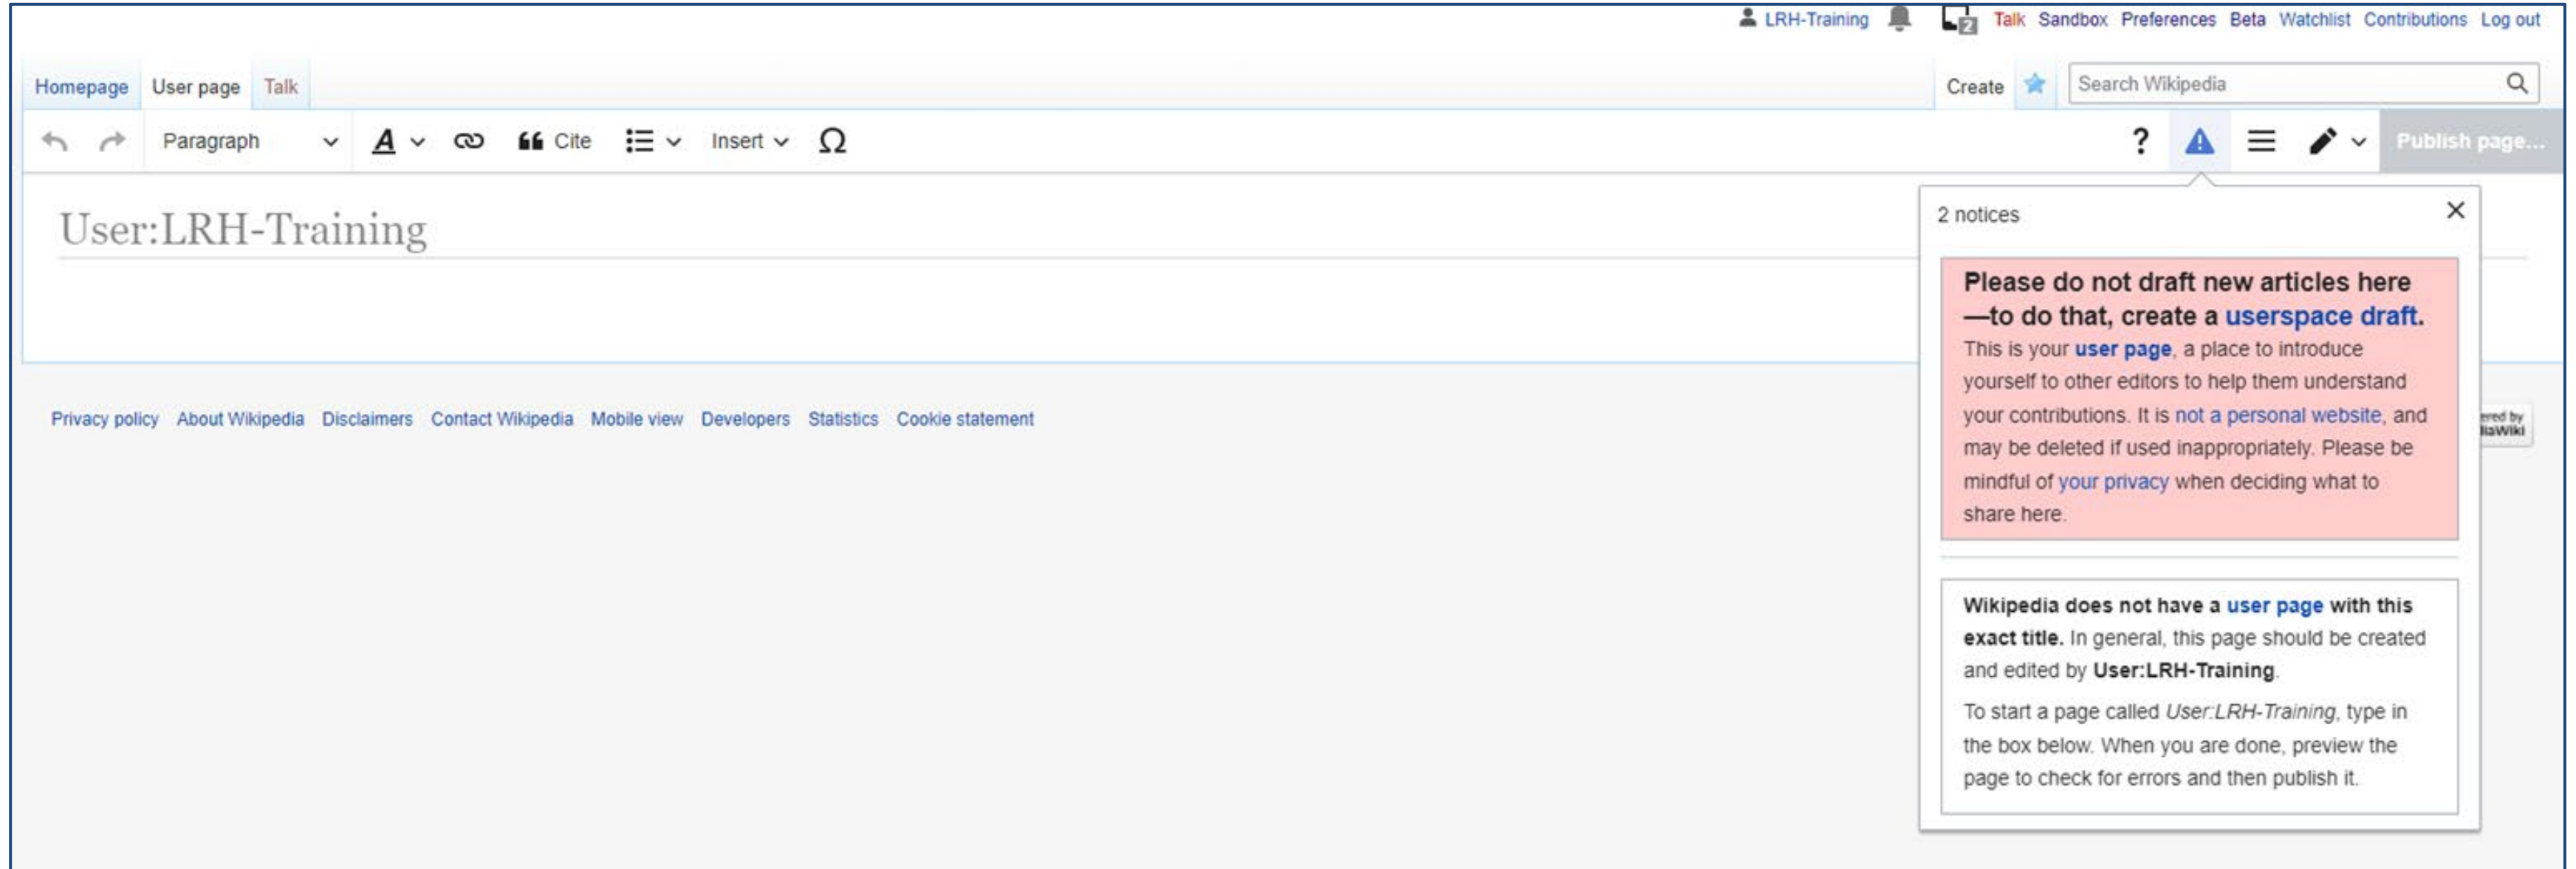 LRH-Training 2 Talk Sandbox Preferences Beta Watchlist Contributions Log out
Homepage User page Talk Create Search Wikipedia
Paragraph A Cite Insert Ω ? Publish page...
User:LRH-Training
2 notices
Please do not draft new articles here
—to do that, create a userspace draft.
This is your user page, a place to introduce
yourself to other editors to help them understand
your contributions. It is not a personal website, and
may be deleted if used inappropriately. Please be
mindful of your privacy when deciding what to
share here.
Wikipedia does not have a user page with this
exact title. In general, this page should be created
and edited by User:LRH-Training.
To start a page called User:LRH-Training, type in
the box below. When you are done, preview the
page to check for errors and then publish it.
Privacy policy About Wikipedia Disclaimers Contact Wikipedia Mobile view Developers Statistics Cookie statement
ered by
iaWiki